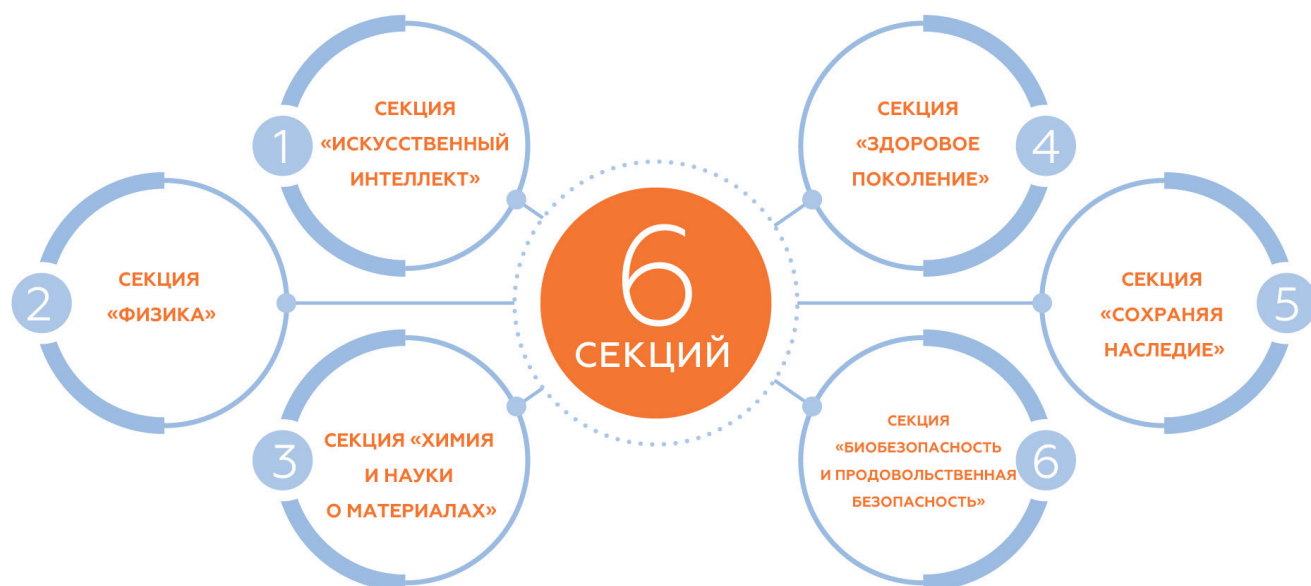 1
СЕКЦИЯ
«ИСКУССТВЕННЫЙ
ИНТЕЛЛЕКТ»
2
СЕКЦИЯ
«ФИЗИКА»
3
СЕКЦИЯ «ХИМИЯ
И НАУКИ
О МАТЕРИАЛАХ»
6
СЕКЦИЙ
СЕКЦИЯ
«ЗДОРОВОЕ
ПОКОЛЕНИЕ»
4
СЕКЦИЯ
«СОХРАНЯЯ
НАСЛЕДИЕ»
5
СЕКЦИЯ
«БИОБЕЗОПАСНОСТЬ
И ПРОДОВОЛЬСТВЕННАЯ
БЕЗОПАСНОСТЬ»
6